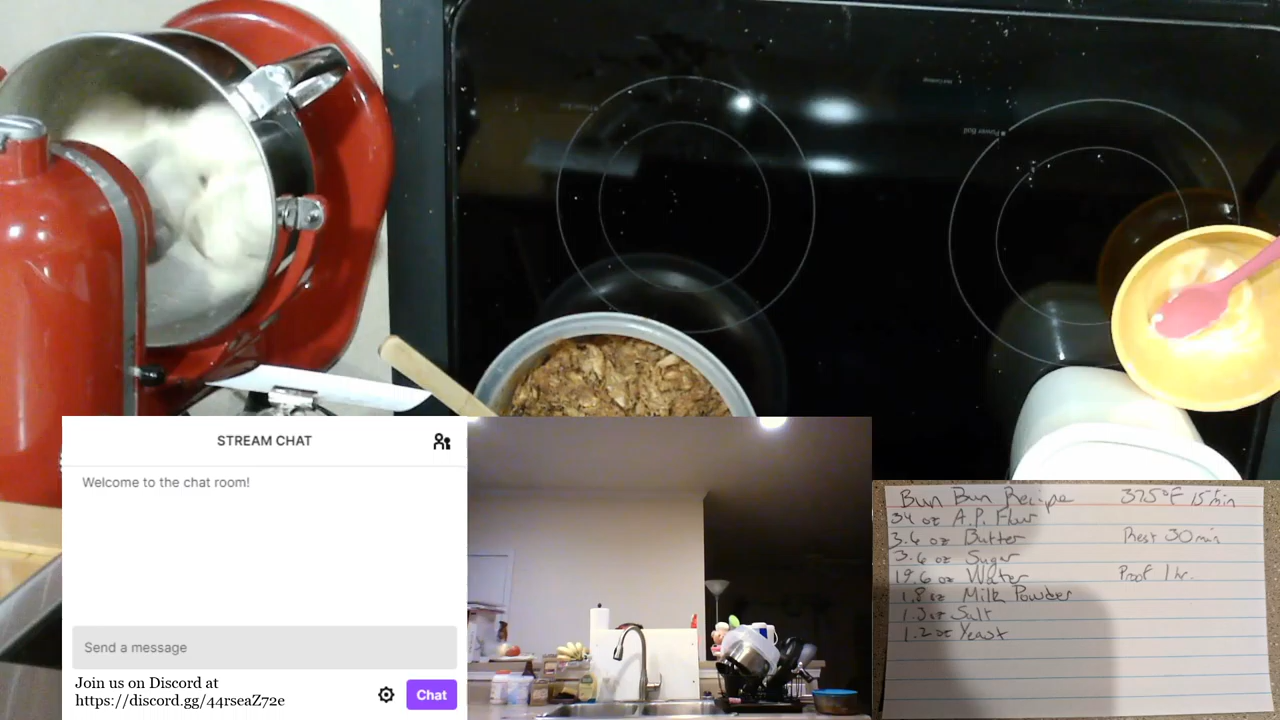 Power Boil
STREAM CHAT
Welcome to the chat room!
Send a message
Join us on Discord at
https://discord.gg/44rseaZ72e
Chat
Bun Bun Recipe 375°F 15 min
34 oz A.P. Flour
3.6 oz Butter Rest 30 min
3.6 oz Sugar
19.6 oz Water Proof 1 hr.
1.8 oz Milk Powder
oz Salt
1.2 oz Yeast